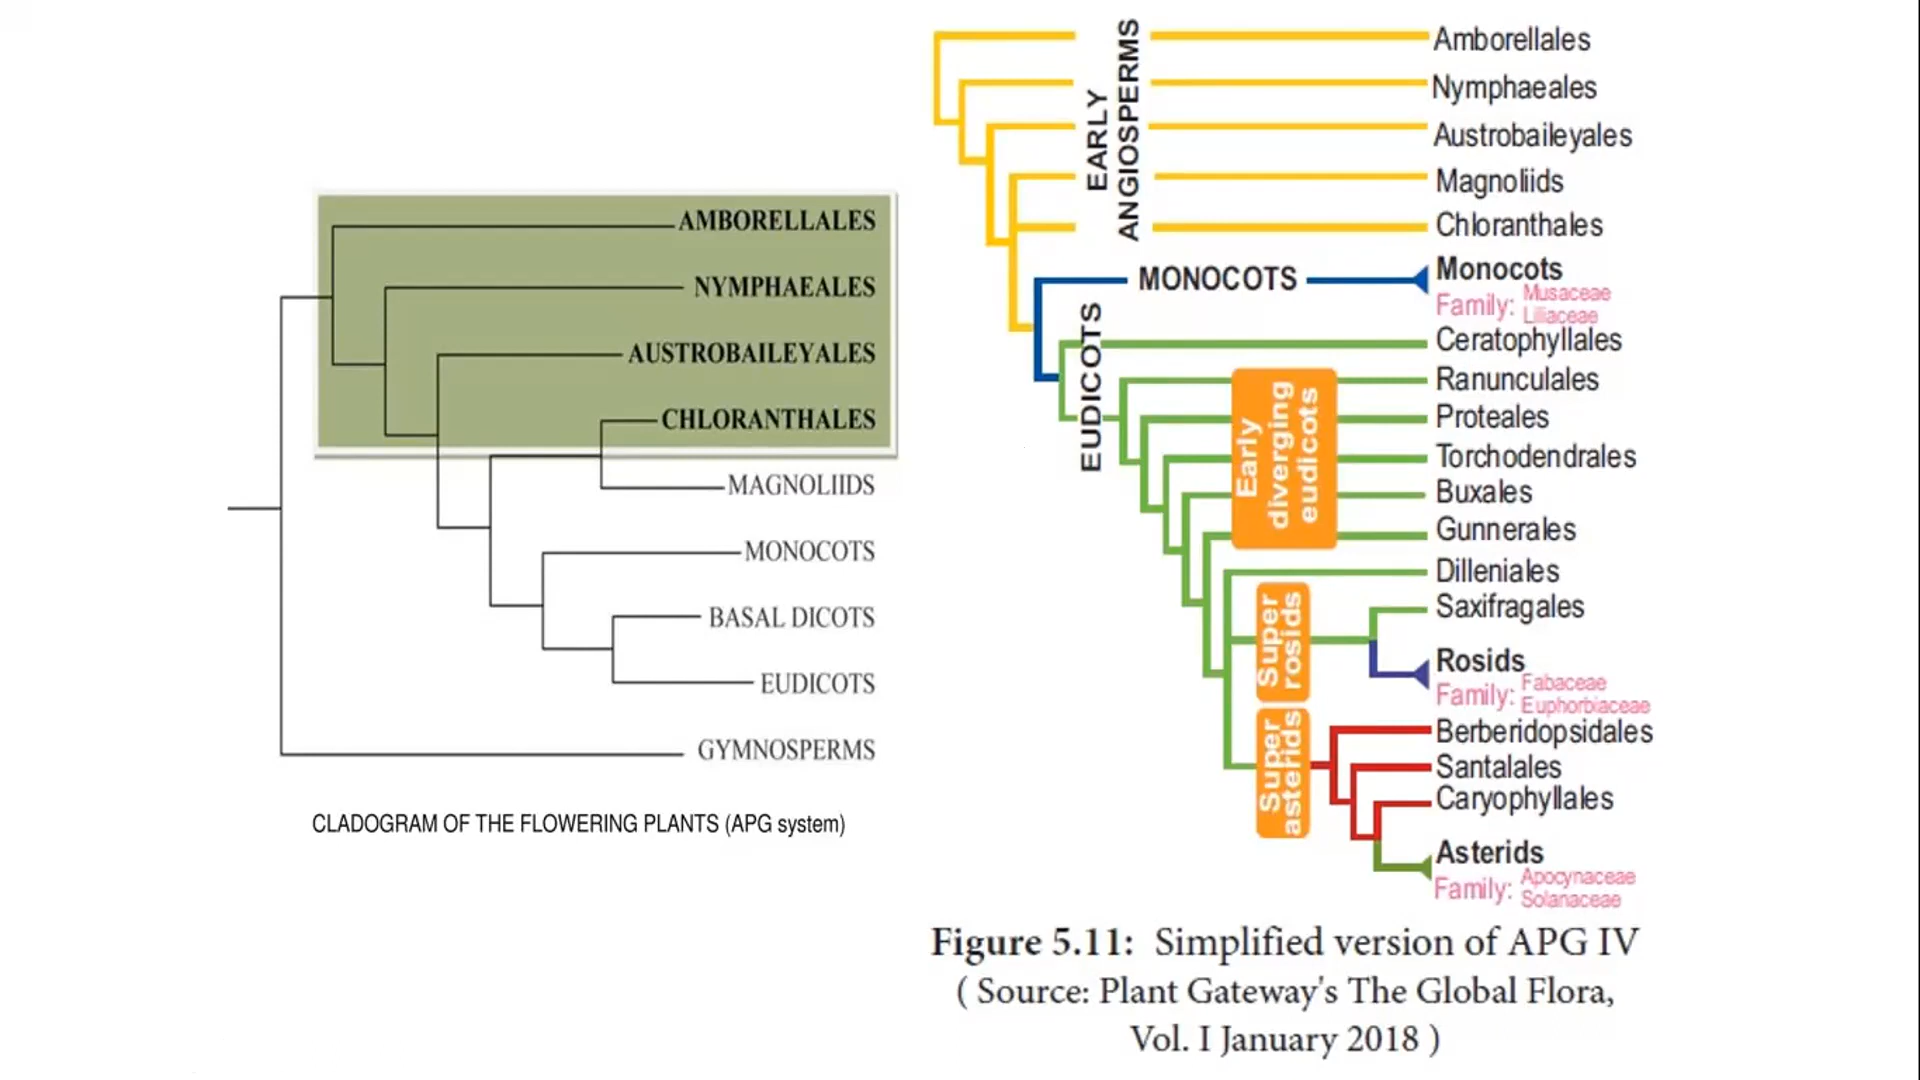 AMBORELLALES
NYMPHAEALES
AUSTROBAILEYALES
CHLORANTHALES
MAGNOLIIDS
MONOCOTS
BASAL DICOTS
EUDICOTS
GYMNOSPERMS
CLADOGRAM OF THE FLOWERING PLANTS (APG system)
EARLY
ANGIOSPERMS
Amborellales
Nymphaeales
Austrobaileyales
Magnoliids
Chloranthales
MONOCOTS
Monocots
Family: Musaceae
Liliaceae
EUDICOTS
Ceratophyllales
Early
diverging
eudicots
Ranunculales
Proteales
Torchodendrales
Buxales
Gunnerales
Dilleniales
Super
rosids
Saxifragales
Rosids
Family: Fabaceae
Euphorbiaceae
Super
asterids
Berberidopsidales
Santalales
Caryophyllales
Asterids
Family: Apocynaceae
Solanaceae
Figure 5.11: Simplified version of APG IV
( Source: Plant Gateway's The Global Flora,
Vol. I January 2018 )